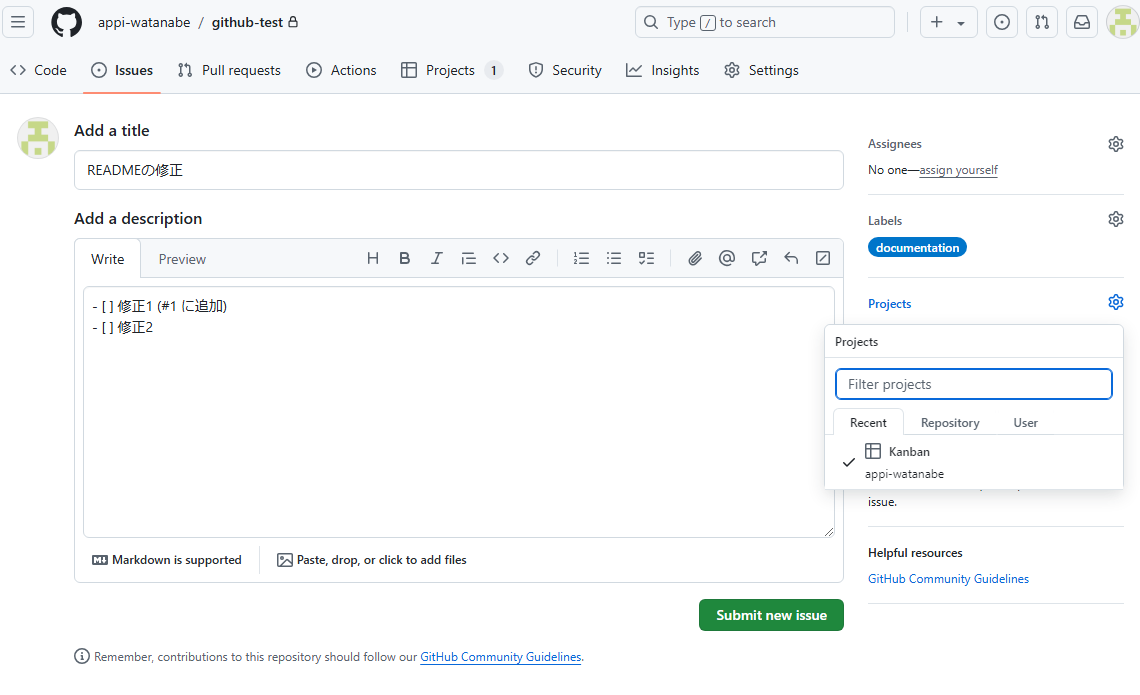 appi-watanabe / github-test
Type / to search
Code Issues Pull requests Actions Projects 1 Security Insights Settings
Add a title
READMEの修正
Add a description
Write Preview
- [ ] 修正1 (#1 に追加)
- [ ] 修正2
Markdown is supported
Paste, drop, or click to add files
Submit new issue
Remember, contributions to this repository should follow our GitHub Community Guidelines.
Assignees
No one—assign yourself
Labels
documentation
Projects
Projects
Filter projects
Recent Repository User
Kanban
appi-watanabe
issue.
Helpful resources
GitHub Community Guidelines